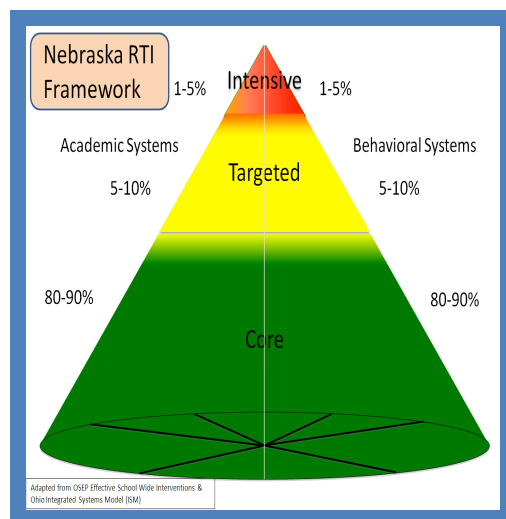 Nebraska RTI
Framework
1-5%
Intensive
1-5%
Academic Systems
Behavioral Systems
5-10%
Targeted
5-10%
80-90%
80-90%
Core
Adapted from OSEP Effective School Wide Interventions &
Ohio Integrated Systems Model (ISM)